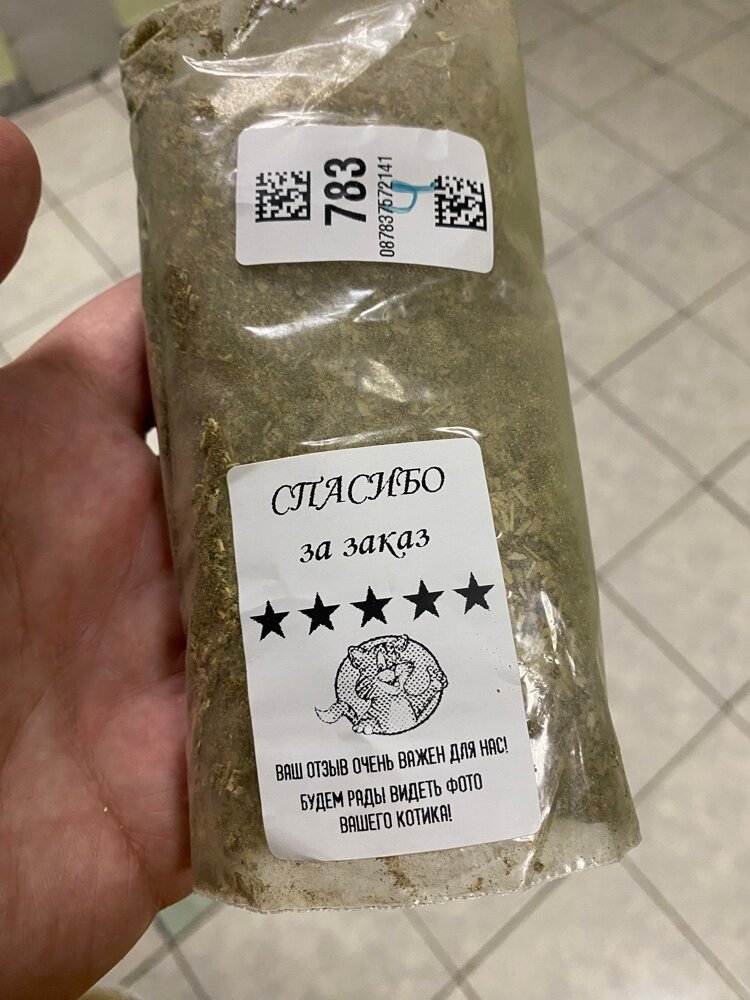 783
087837572141
СПАСИБО
за заказ
ВАШ ОТЗЫВ ОЧЕНЬ ВАЖЕН ДЛЯ НАС!
БУДЕМ РАДЫ ВИДЕТЬ ФОТО
ВАШЕГО КОТИКА!